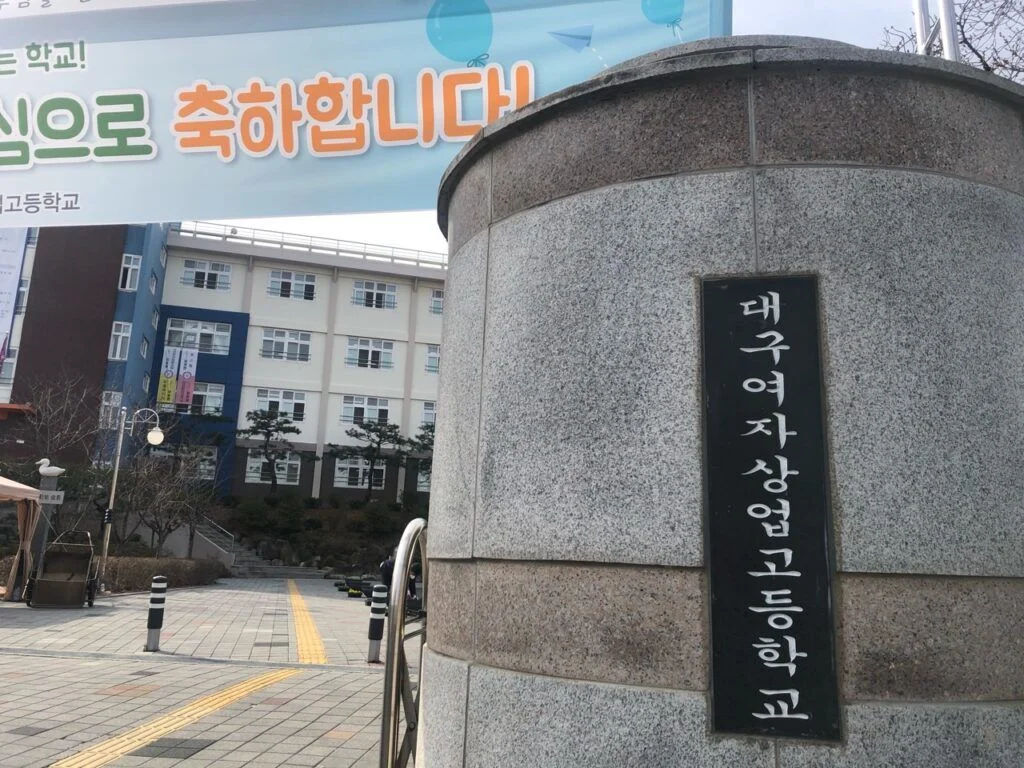 는 학교!
심으로 축하합니다!
고등학교
대구여자상업고등학교